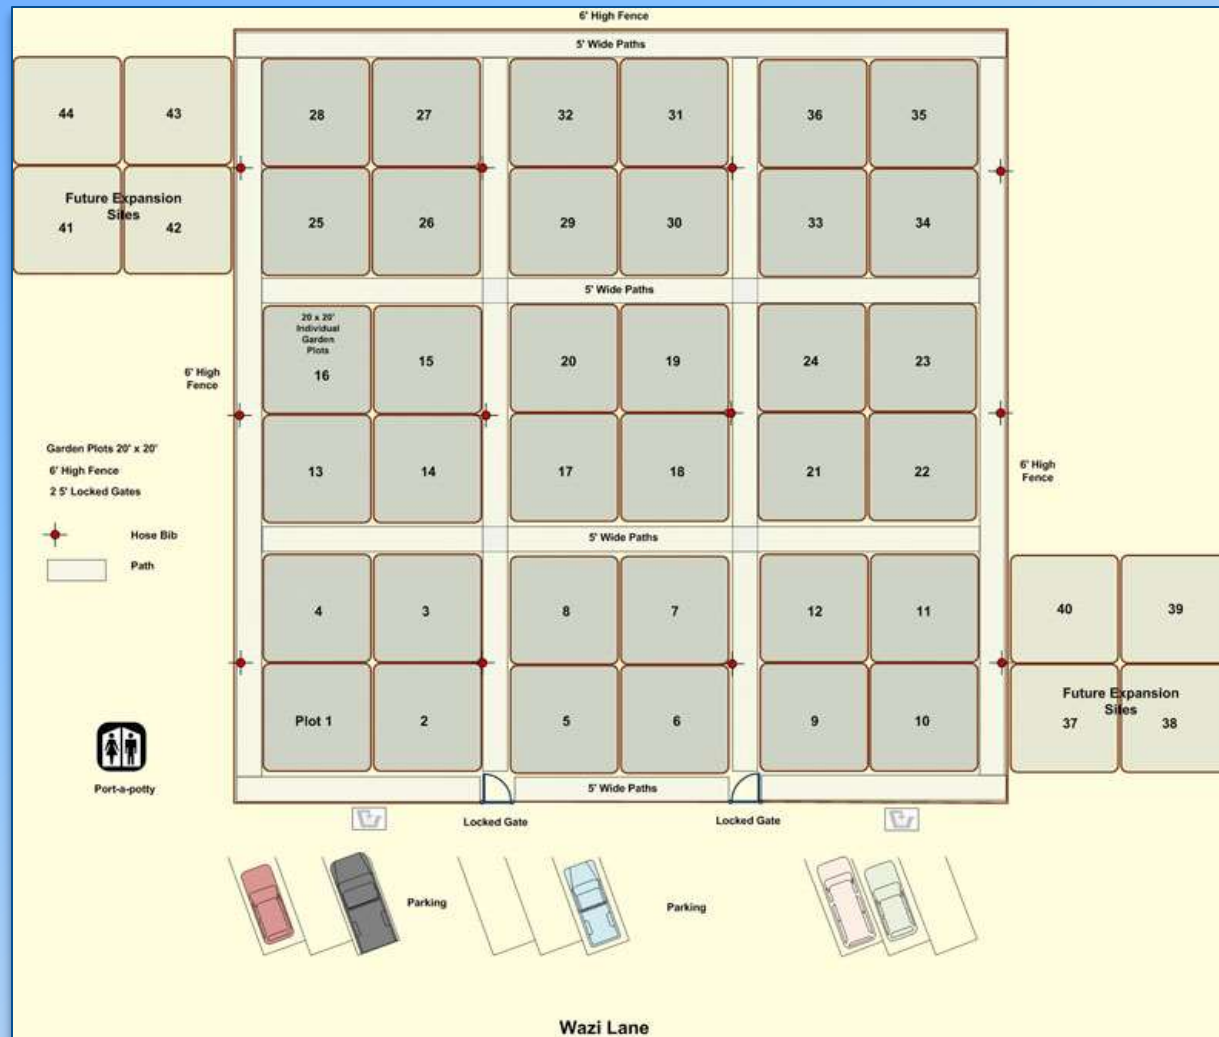 6' High Fence
5' Wide Paths
44 43 28 27 32 31 36 35
Future Expansion
Sites
41 42 25 26 29 30 33 34
5' Wide Paths
20 x 20'
Individual
Garden
Plots
16 15 20 19 24 23
6' High
Fence
Garden Plots 20' x 20'
6' High Fence
2 5' Locked Gates
13 14 17 18 21 22
6' High
Fence
Hose Bib
Path
5' Wide Paths
4 3 8 7 12 11 40 39
Future Expansion
Sites
Plot 1 2 5 6 9 10 37 38
Port-a-potty
5' Wide Paths
Locked Gate Locked Gate
Parking Parking
Wazi Lane